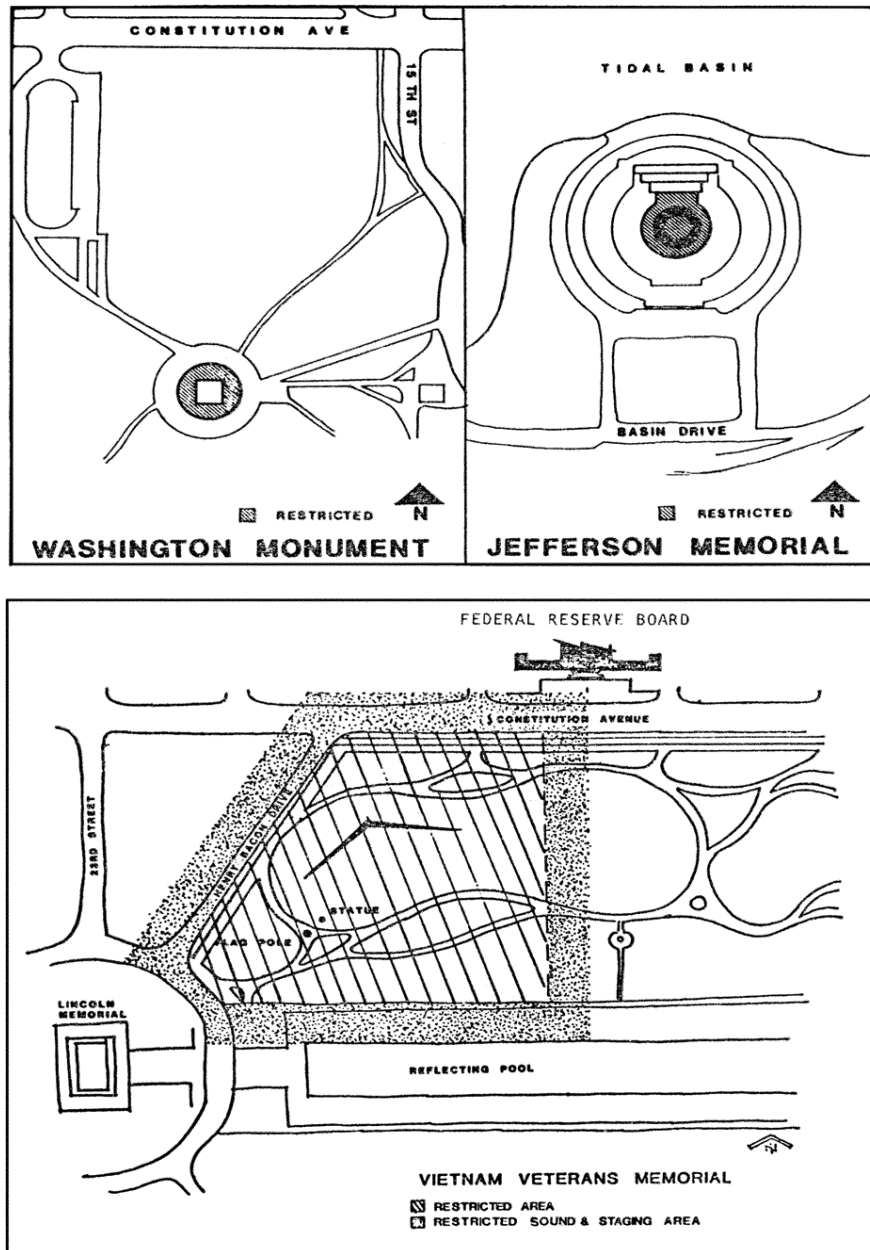 CONSTITUTION AVE
15TH ST
RESTRICTED
N
WASHINGTON MONUMENT
TIDAL BASIN
BASIN DRIVE
RESTRICTED
N
JEFFERSON MEMORIAL
FEDERAL RESERVE BOARD
CONSTITUTION AVENUE
23RD STREET
HENRY BACON DRIVE
STATUE
FLAG POLE
LINCOLN
MEMORIAL
REFLECTING POOL
N
VIETNAM VETERANS MEMORIAL
RESTRICTED AREA
RESTRICTED SOUND & STAGING AREA